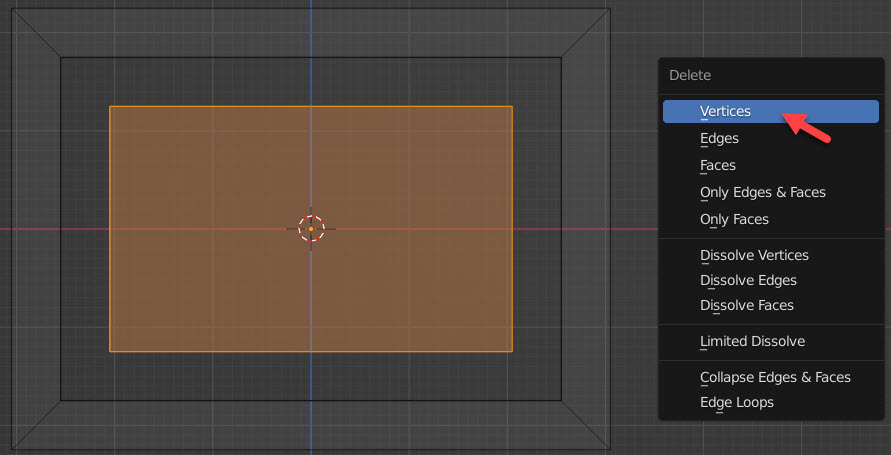 Delete
Vertices
Edges
Faces
Only Edges & Faces
Only Faces
Dissolve Vertices
Dissolve Edges
Dissolve Faces
Limited Dissolve
Collapse Edges & Faces
Edge Loops